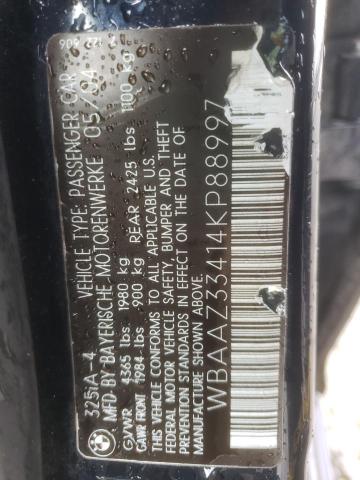 325iA-4
VEHICLE TYPE: PASSENGER CAR
MFD BY BAYERISCHE MOTORENWERKE 05/04
GVWR 4365 lbs 1980 kg
GAWR FRONT 1984 lbs 900 kg REAR 2425 lbs 1100 kg
THIS VEHICLE CONFORMS TO ALL APPLICABLE U.S.
FEDERAL MOTOR VEHICLE SAFETY, BUMPER AND THEFT
PREVENTION STANDARDS IN EFFECT ON THE DATE OF
MANUFACTURE SHOWN ABOVE.
WBAAZ33414KP88997